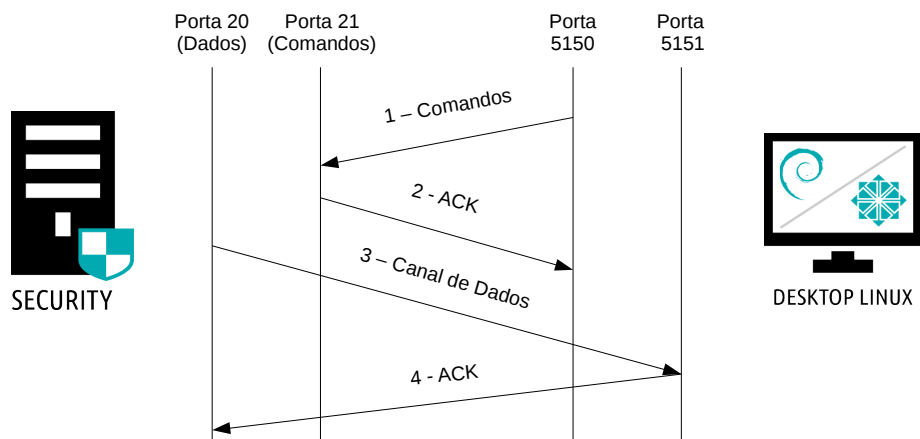 Porta 20
(Dados)
Porta 21
(Comandos)
Porta
5150
Porta
5151
1 – Comandos
2 - ACK
3 – Canal de Dados
4 - ACK
SECURITY
DESKTOP LINUX